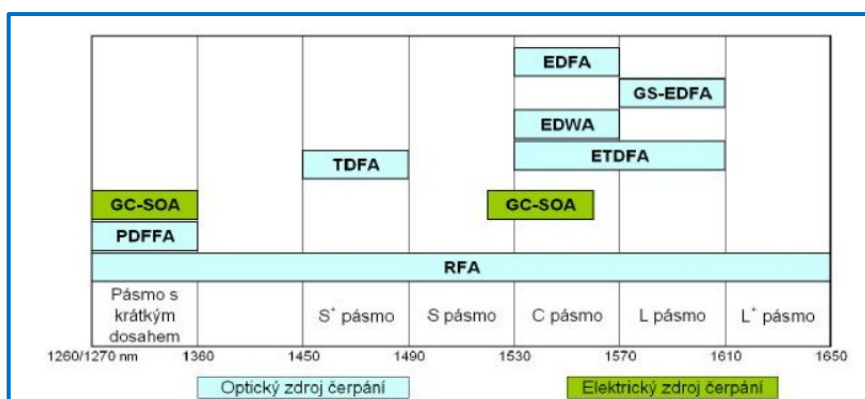 EDFA
GS-EDFA
EDWA
ETDFA
TDFA
GC-SOA
GC-SOA
PDFFA
RFA
Pásmo s
krátkým
dosahem
S⁺ pásmo
S pásmo
C pásmo
L pásmo
L⁺ pásmo
1260/1270 nm
1360
1450
1490
1530
1570
1610
1650
Optický zdroj čerpání
Elektrický zdroj čerpání